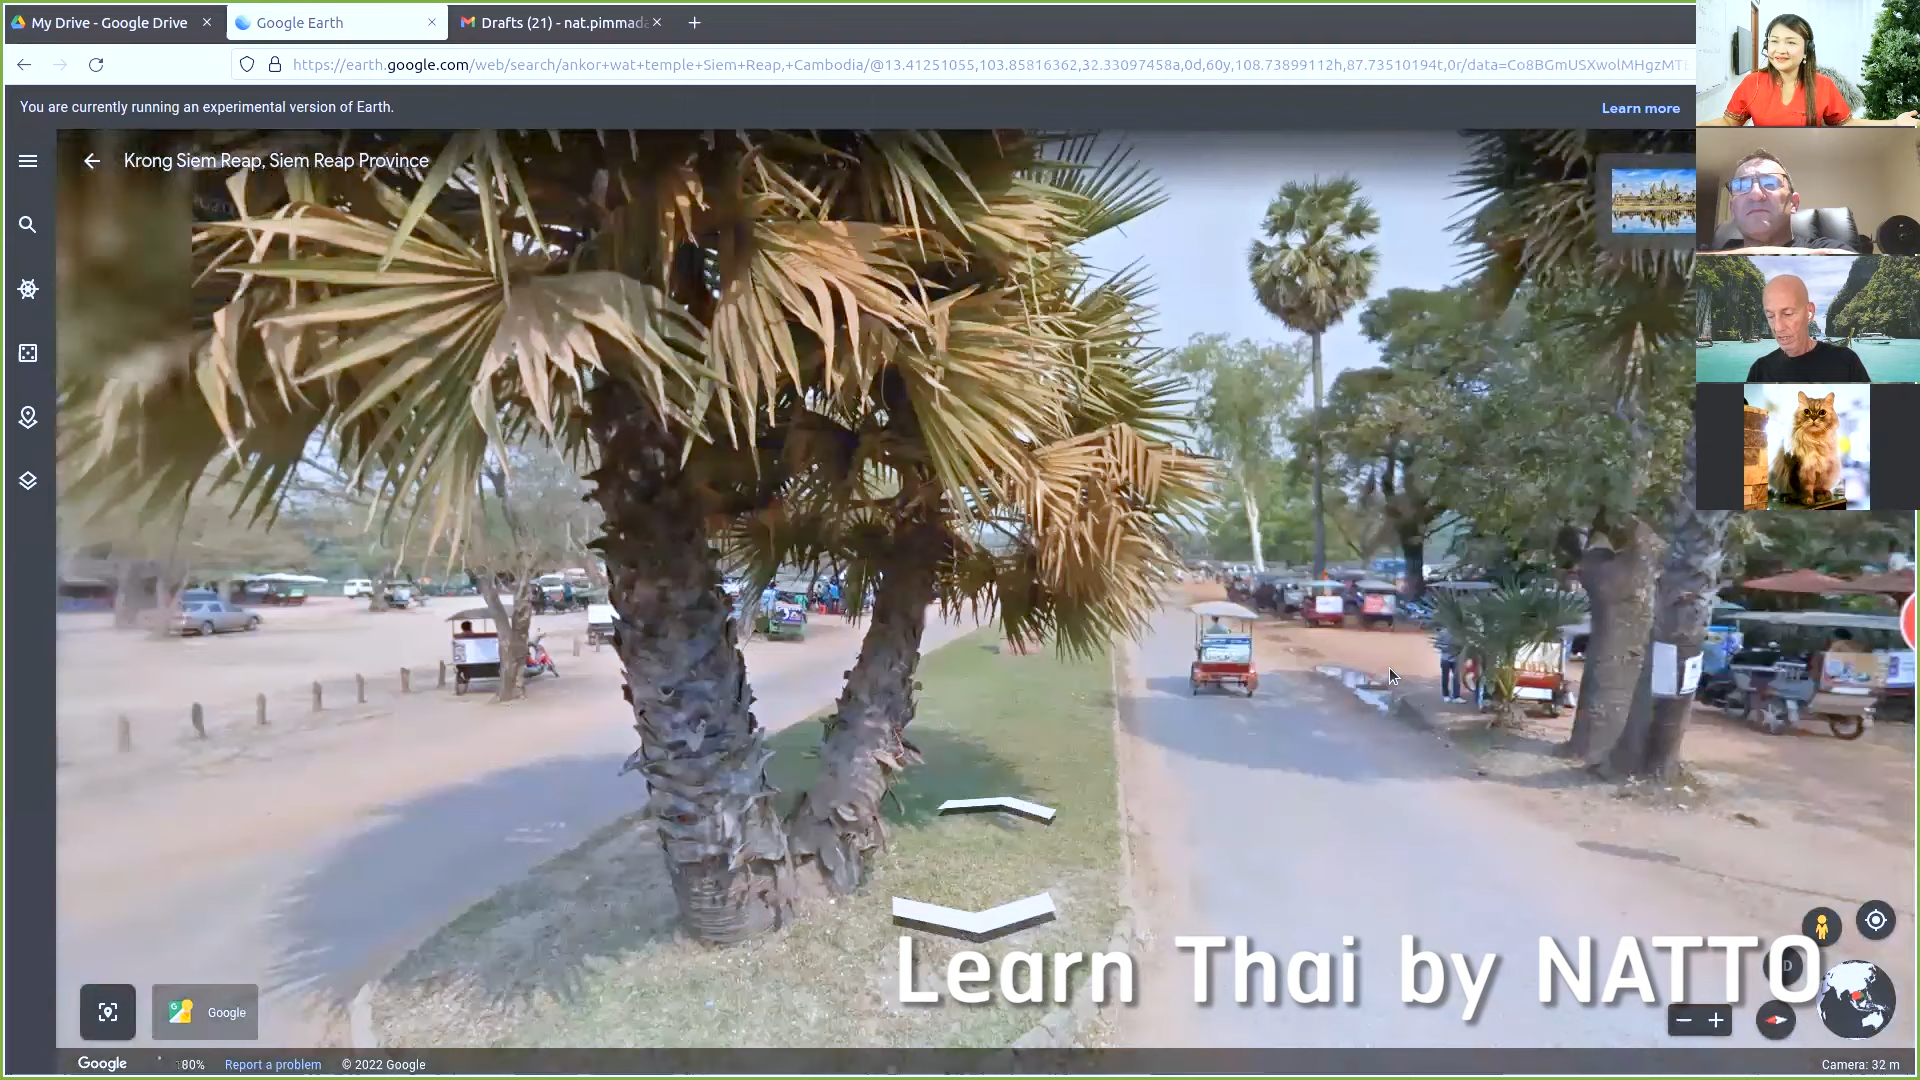 My Drive - Google Drive
Google Earth
Drafts (21) - nat.pimmad
https://earth.google.com/web/search/ankor+wat+temple+Siem+Reap,+Cambodia/@13.41251055,103.85816362,32.33097458a,0d,60y,108.73899112h,87.73510194t,0r/data=Co8BGmUSXwolMHgzMT
You are currently running an experimental version of Earth.
Learn more
Krong Siem Reap, Siem Reap Province
Learn Thai by NATTO
Google
Google
80%
Report a problem
© 2022 Google
Camera: 32 m